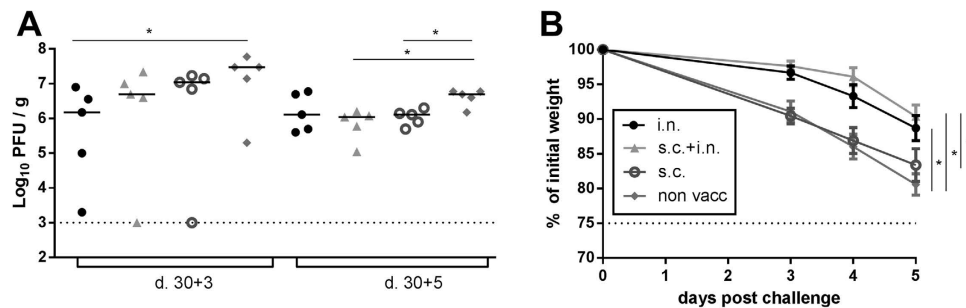 A
Log10 PFU / g
8
7
6
5
4
3
2
*
*
*
d. 30+3
d. 30+5
B
% of initial weight
100
95
90
85
80
75
70
i.n.
s.c.+i.n.
s.c.
non vacc
*
*
0
1
2
3
4
5
days post challenge